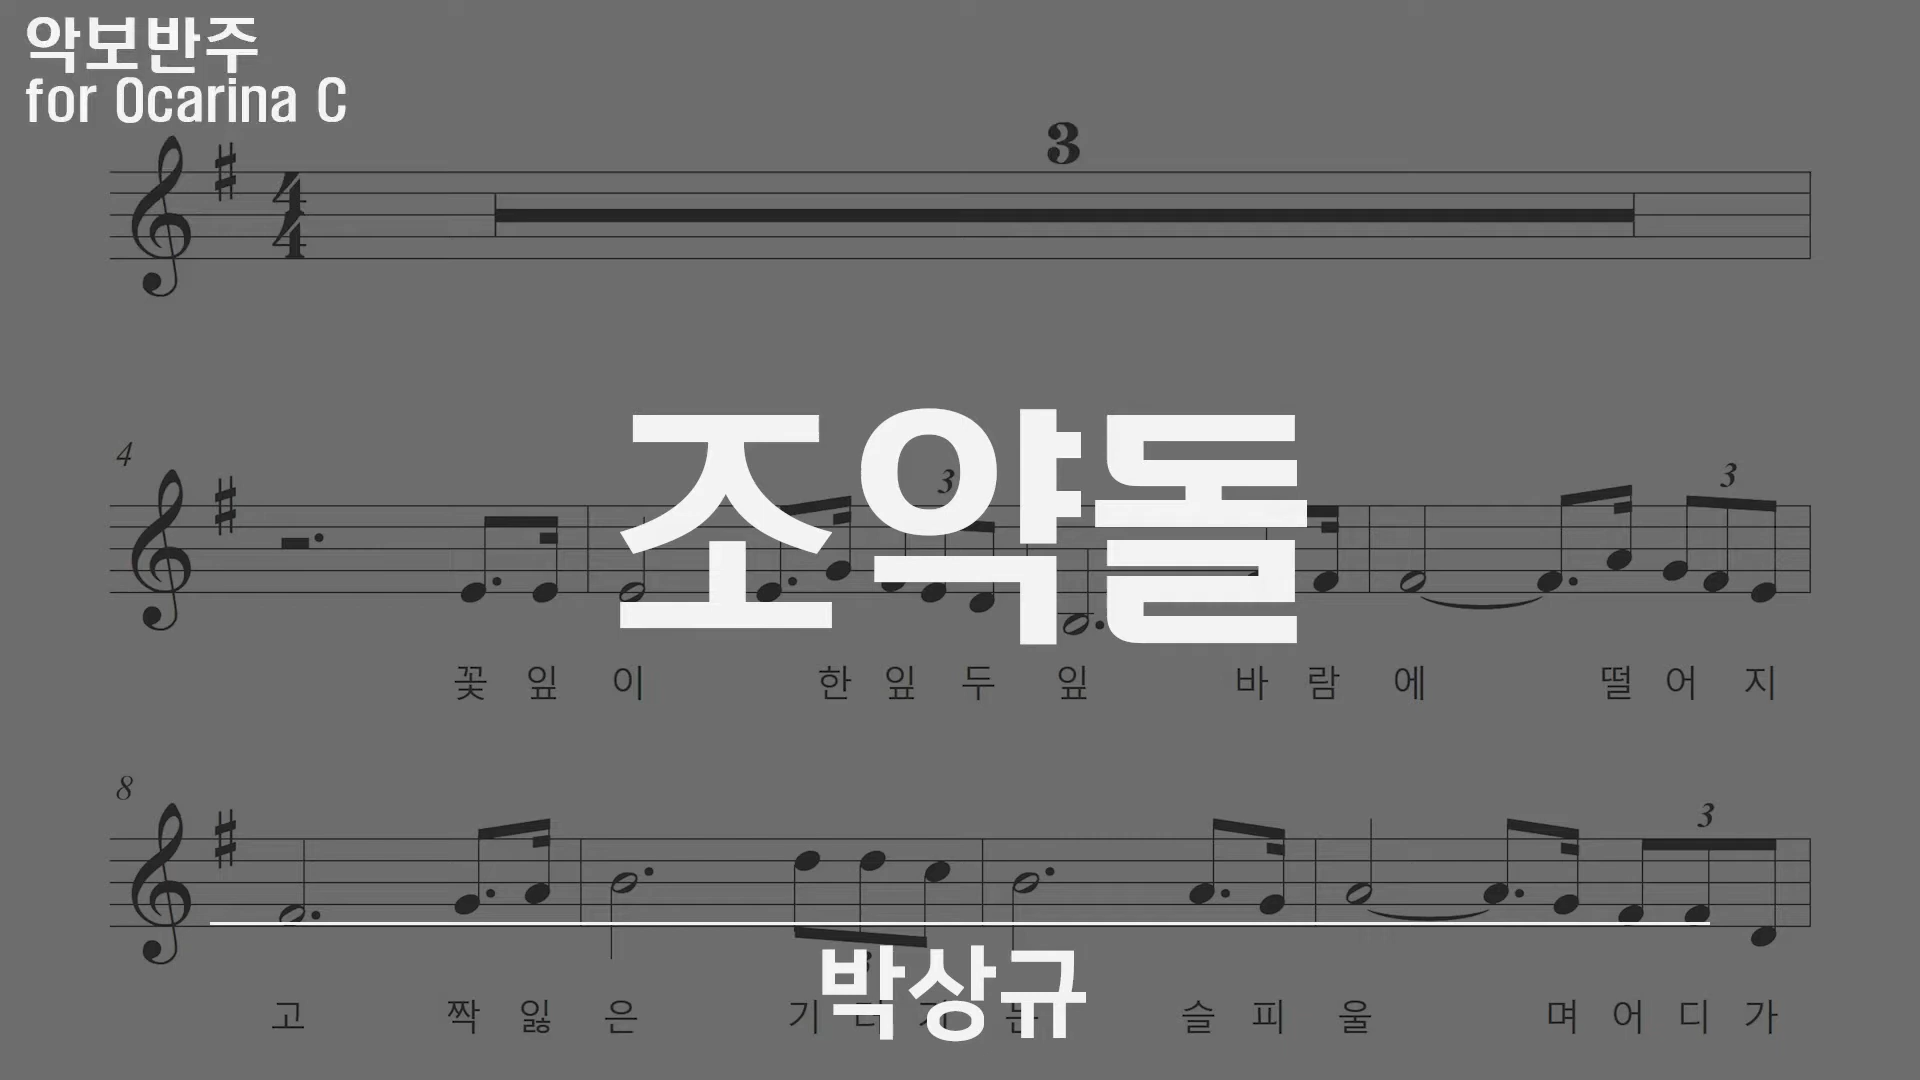 악보반주
for Ocarina C
3
4
4
조약돌
4
3
3
꽃 잎 이 한 잎 두 잎 바 람 에 떨 어 지
8
3
고 짝 잃 은 기 슬 피 울 며 어 디 가
박상규